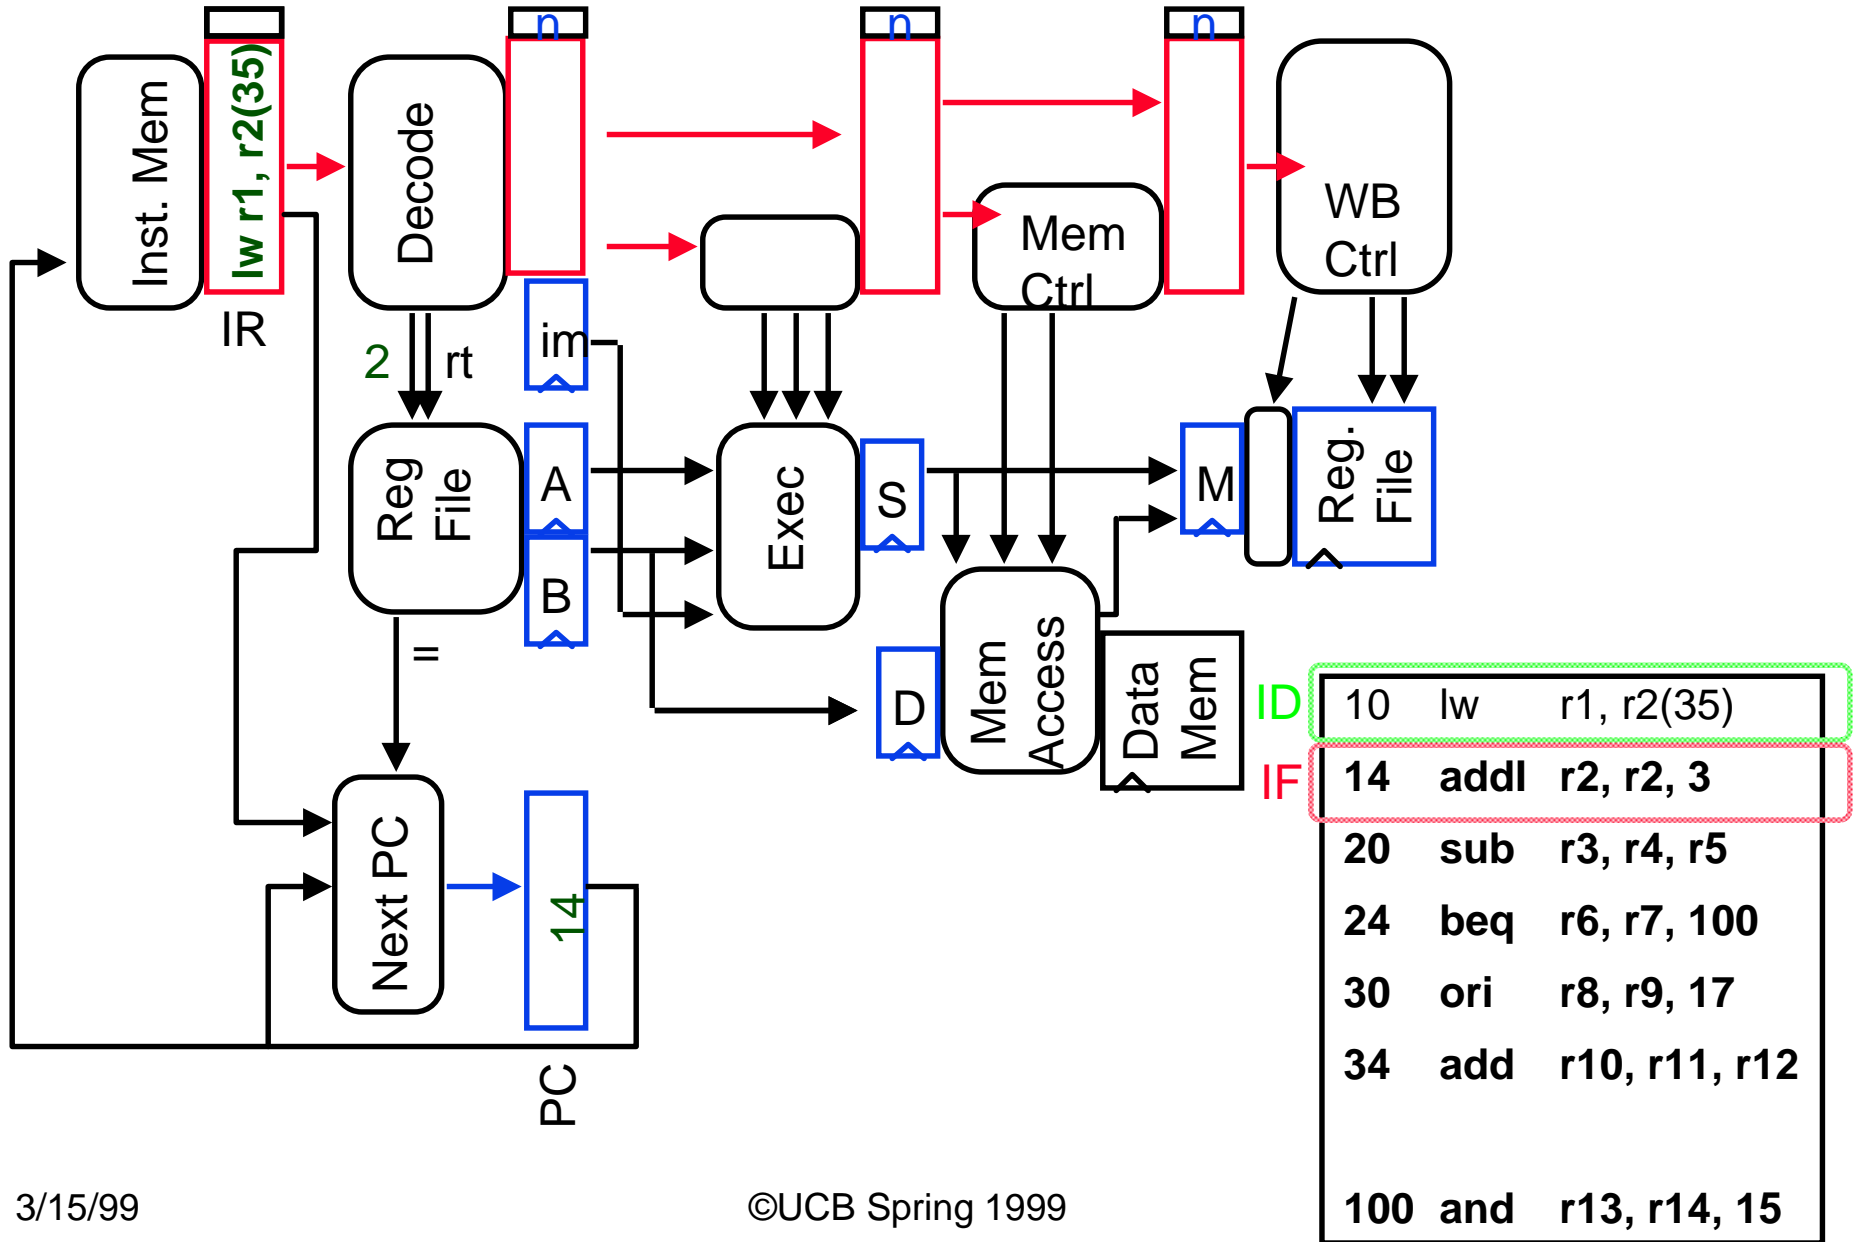 n
n
n
Inst. Mem
lw r1, r2(35)
Decode
WB
Ctrl
Mem
Ctrl
IR
2
rt
im
Reg
File
A
B
Exec
S
M
Reg.
File
=
D
Mem
Access
Data
Mem
Next PC
14
PC
ID
10 lw r1, r2(35)
IF
14 addI r2, r2, 3
20 sub r3, r4, r5
24 beq r6, r7, 100
30 ori r8, r9, 17
34 add r10, r11, r12
100 and r13, r14, 15
3/15/99
©UCB Spring 1999